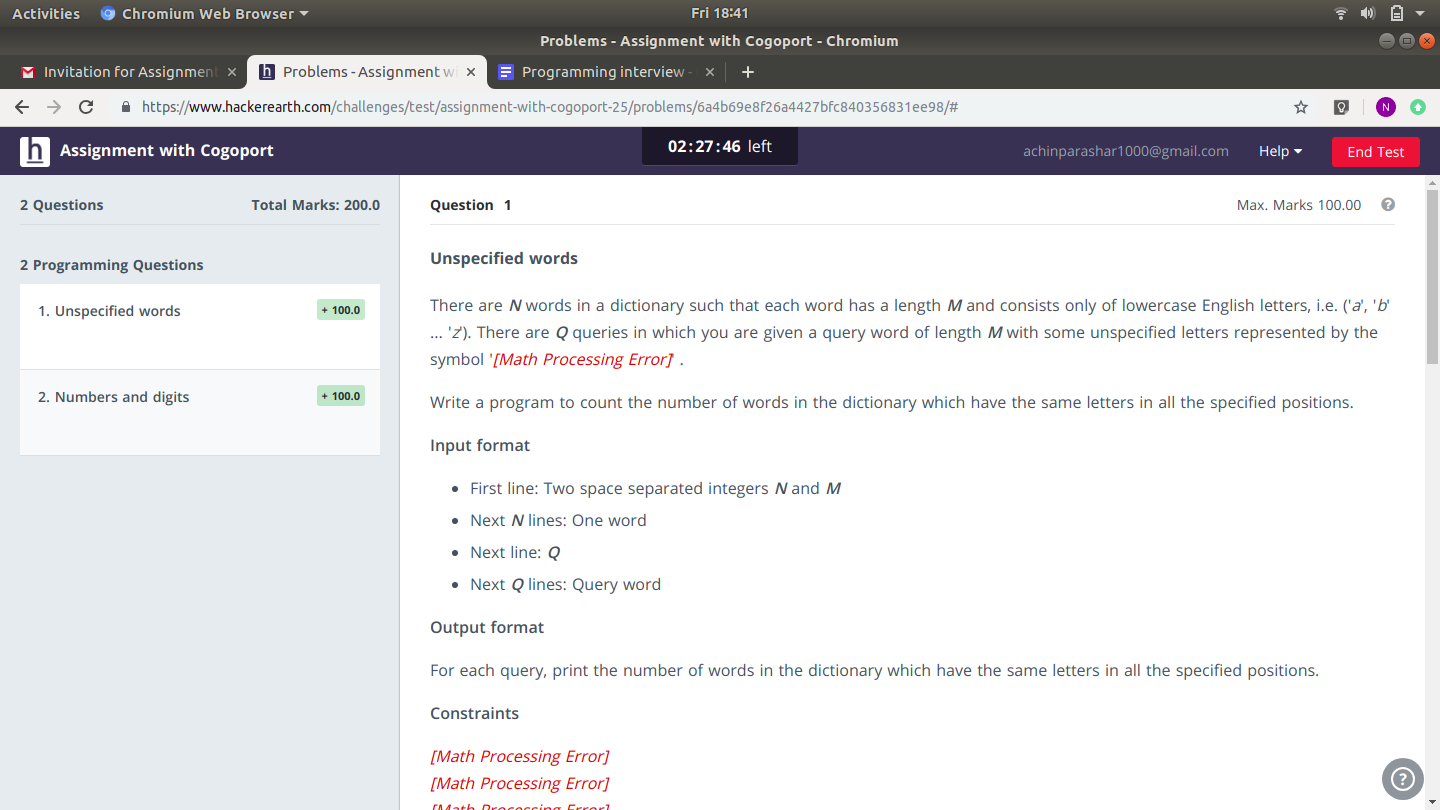 Activities Chromium Web Browser Fri 18:41
Problems - Assignment with Cogoport - Chromium
Invitation for Assignment Problems - Assignment wi Programming interview -
https://www.hackerearth.com/challenges/test/assignment-with-cogoport-25/problems/6a4b69e8f26a4427bfc840356831ee98/# N
h Assignment with Cogoport 02:27:46 left achinparashar1000@gmail.com Help End Test
2 Questions Total Marks: 200.0
2 Programming Questions
1. Unspecified words + 100.0
2. Numbers and digits + 100.0
Question 1 Max. Marks 100.00 ?
Unspecified words
There are N words in a dictionary such that each word has a length M and consists only of lowercase English letters, i.e. ('a', 'b'
... 'z'). There are Q queries in which you are given a query word of length M with some unspecified letters represented by the
symbol '[Math Processing Error]' .
Write a program to count the number of words in the dictionary which have the same letters in all the specified positions.
Input format
• First line: Two space separated integers N and M
• Next N lines: One word
• Next line: Q
• Next Q lines: Query word
Output format
For each query, print the number of words in the dictionary which have the same letters in all the specified positions.
Constraints
[Math Processing Error]
[Math Processing Error]
[Math Processing Error]
?